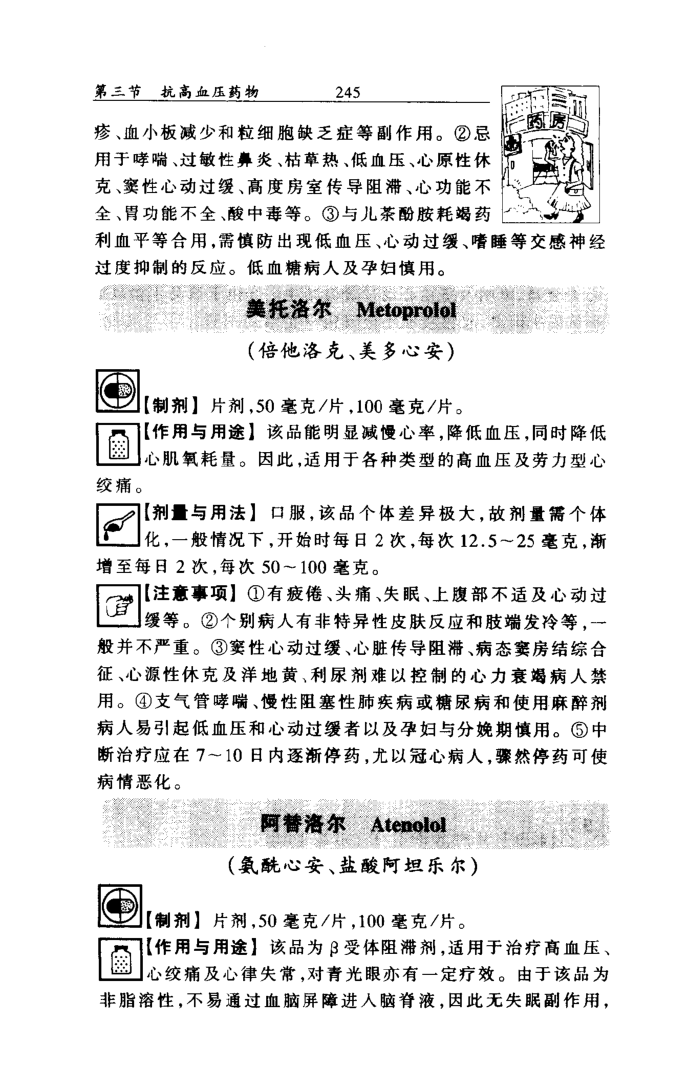 第三节 抗高血压药物 245
药房
疹、血小板减少和粒细胞缺乏症等副作用。②忌
用于哮喘、过敏性鼻炎、枯草热、低血压、心原性休
克、窦性心动过缓、高度房室传导阻滞、心功能不
全、胃功能不全、酸中毒等。③与儿茶酚胺耗竭药
利血平等合用,需慎防出现低血压、心动过缓、嗜睡等交感神经
过度抑制的反应。低血糖病人及孕妇慎用。
美托洛尔 Metoprolol
(倍他洛克、美多心安)
【制剂】片剂,50 毫克/片,100 毫克/片。
【作用与用途】该品能明显减慢心率,降低血压,同时降低
心肌氧耗量。因此,适用于各种类型的高血压及劳力型心
绞痛。
【剂量与用法】口服,该品个体差异极大,故剂量需个体
化,一般情况下,开始时每日 2 次,每次 12.5~25 毫克,渐
增至每日 2 次,每次 50~100 毫克。
【注意事项】①有疲倦、头痛、失眠、上腹部不适及心动过
缓等。②个别病人有非特异性皮肤反应和肢端发冷等,一
般并不严重。③窦性心动过缓、心脏传导阻滞、病态窦房结综合
征、心源性休克及洋地黄、利尿剂难以控制的心力衰竭病人禁
用。④支气管哮喘、慢性阻塞性肺疾病或糖尿病和使用麻醉剂
病人易引起低血压和心动过缓者以及孕妇与分娩期慎用。⑤中
断治疗应在 7~10 日内逐渐停药,尤以冠心病人,骤然停药可使
病情恶化。
阿替洛尔 Atenolol
(氨酰心安、盐酸阿坦乐尔)
【制剂】片剂,50 毫克/片,100 毫克/片。
【作用与用途】该品为 β 受体阻滞剂,适用于治疗高血压、
心绞痛及心律失常,对青光眼亦有一定疗效。由于该品为
非脂溶性,不易通过血脑屏障进入脑脊液,因此无失眠副作用,